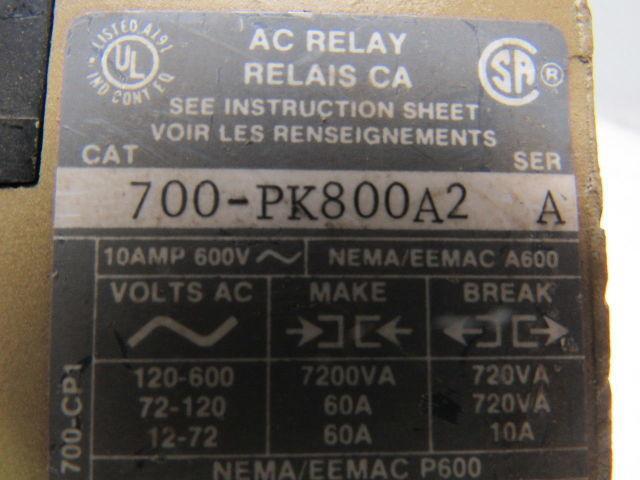 LISTED A791
UL
IND CONT EQ
AC RELAY
RELAIS CA
SA ®
SEE INSTRUCTION SHEET
VOIR LES RENSEIGNEMENTS
CAT SER
700-PK800A2 A
10AMP 600V NEMA/EEMAC A600
VOLTS AC MAKE BREAK
120-600 7200VA 720VA
72-120 60A 720VA
12-72 60A 10A
NEMA/EEMAC P600
700-CP1